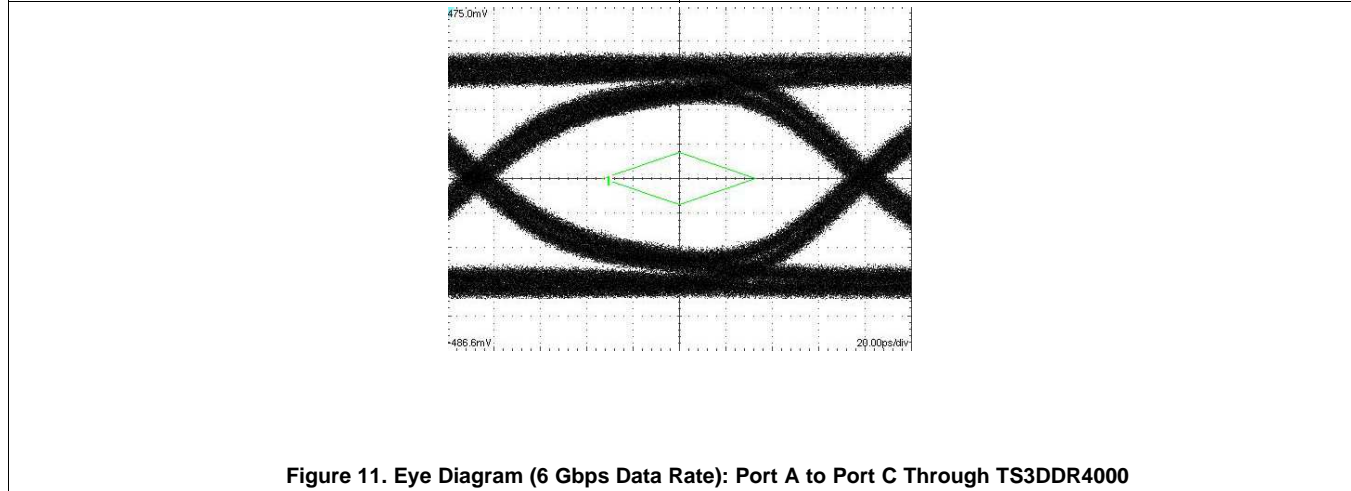 475.0mV
1
-486.6mV
20.00ps/div
Figure 11. Eye Diagram (6 Gbps Data Rate): Port A to Port C Through TS3DDR4000